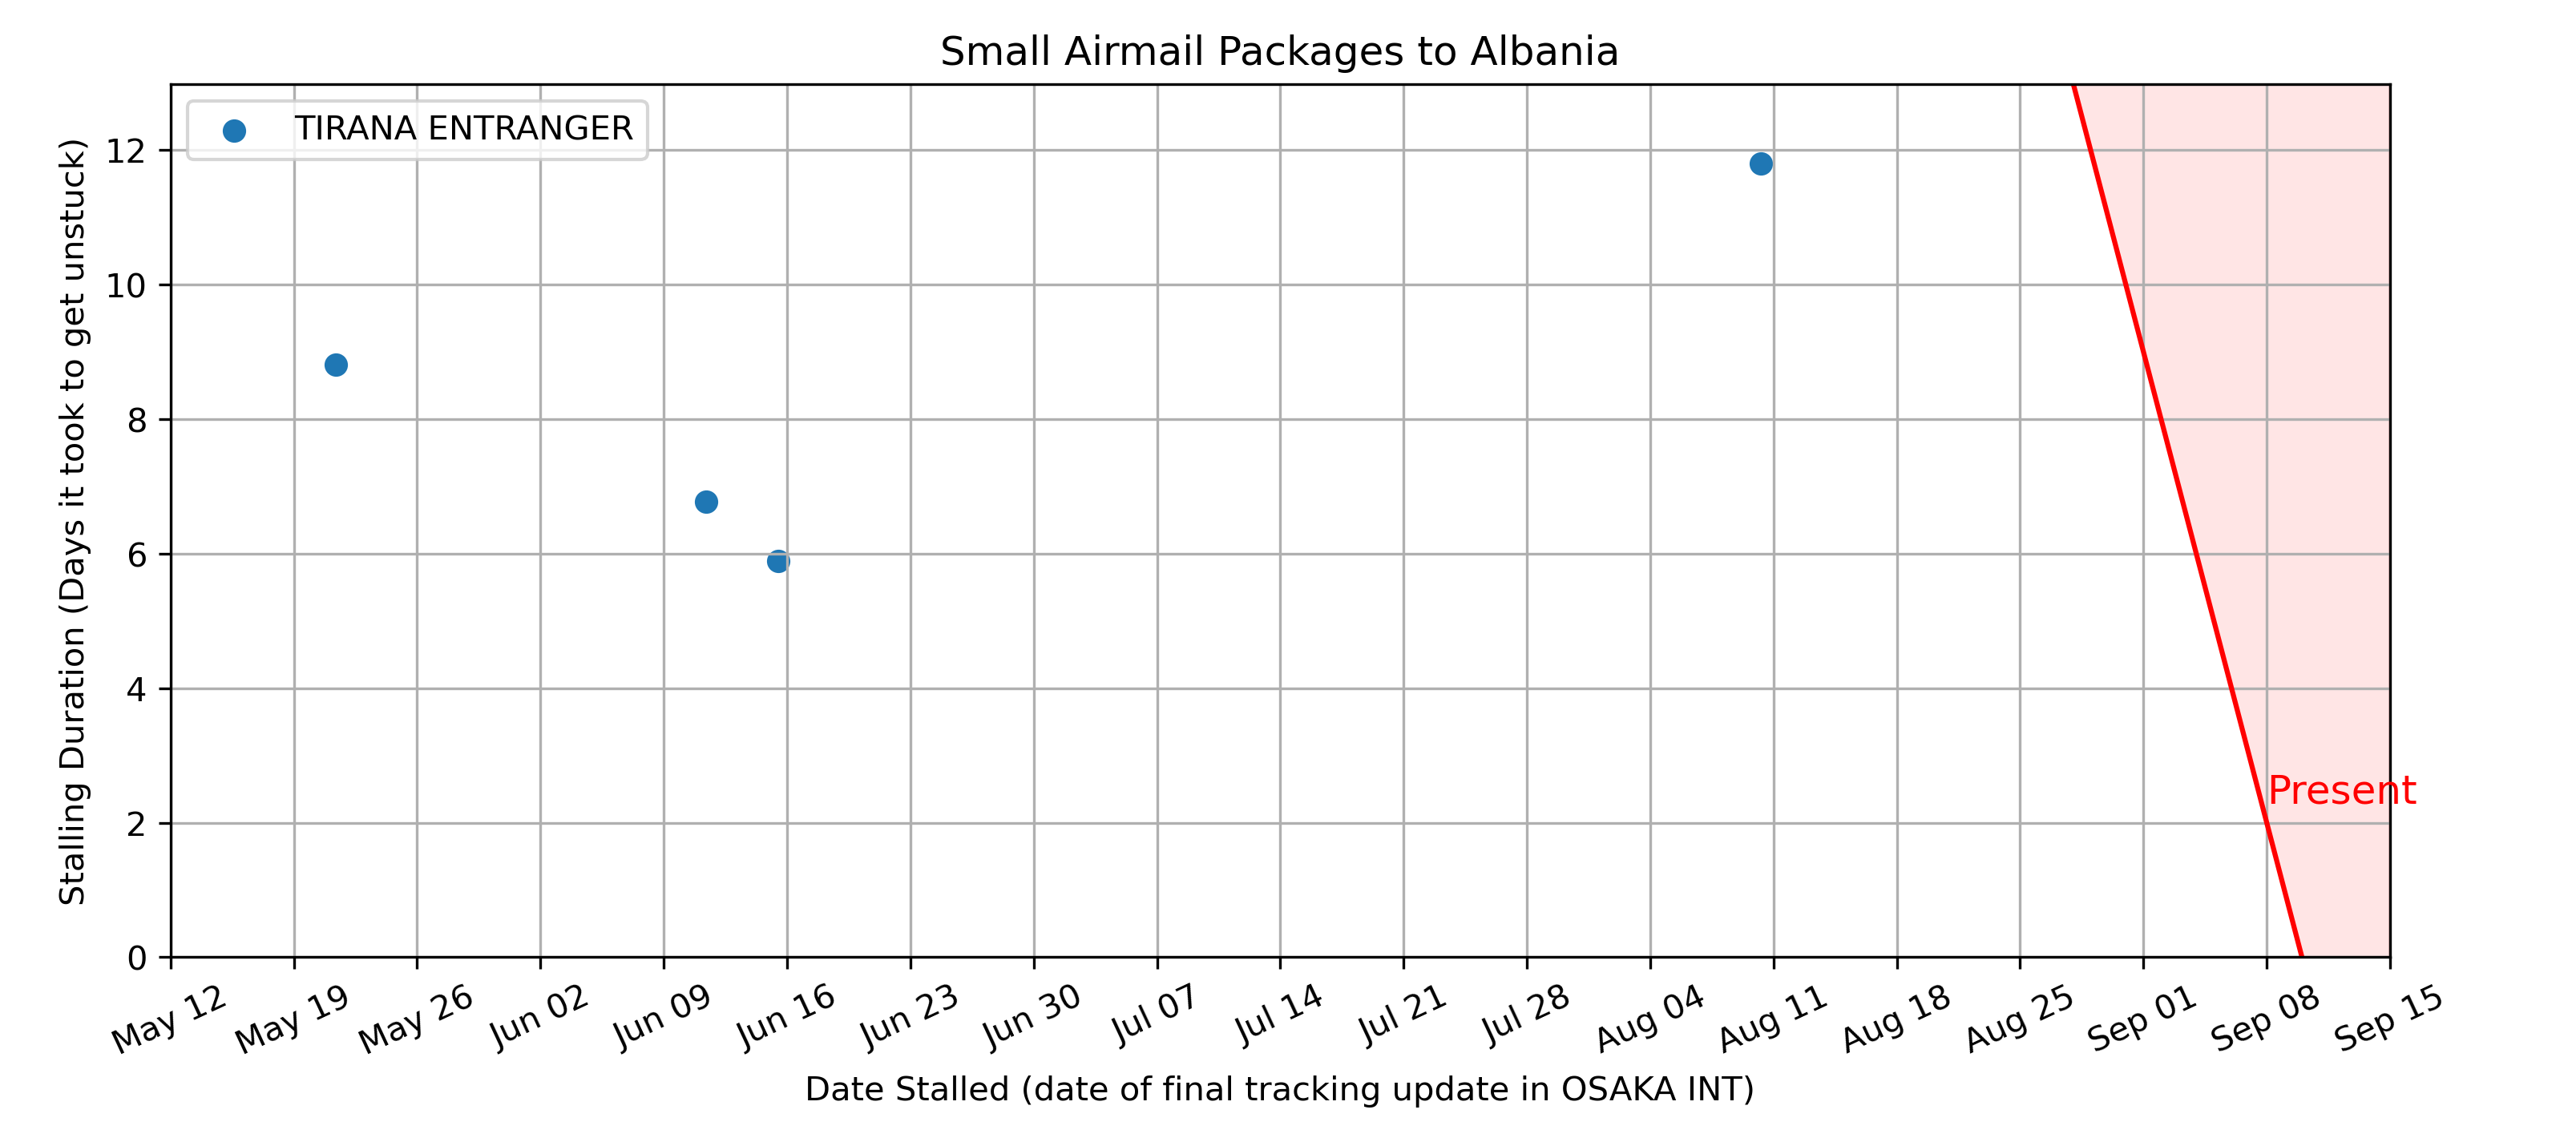 Small Airmail Packages to Albania
TIRANA ENTRANGER
Stalling Duration (Days it took to get unstuck)
12
10
8
6
4
2
0
Present
May 12
May 19
May 26
Jun 02
Jun 09
Jun 16
Jun 23
Jun 30
Jul 07
Jul 14
Jul 21
Jul 28
Aug 04
Aug 11
Aug 18
Aug 25
Sep 01
Sep 08
Sep 15
Date Stalled (date of final tracking update in OSAKA INT)